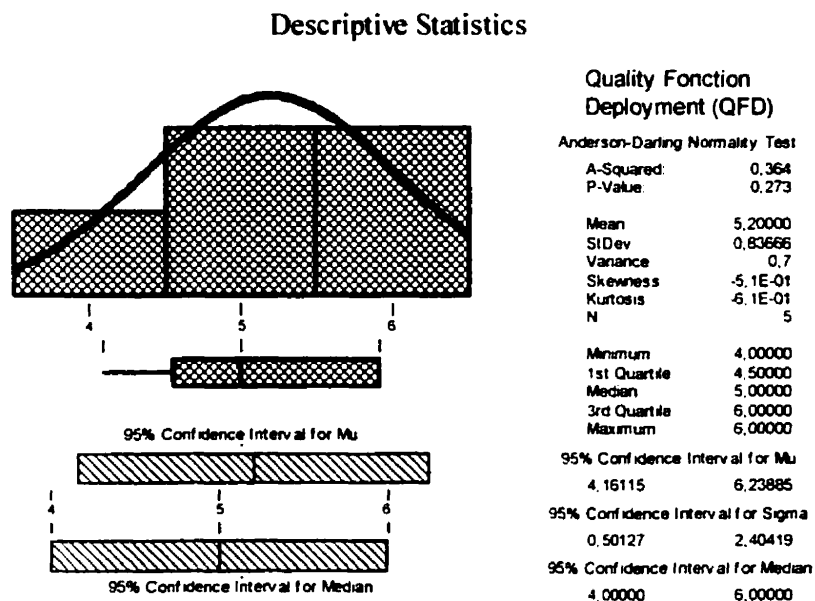 Descriptive Statistics
4 5 6
95% Confidence Interval for Mu
4 5 6
95% Confidence Interval for Median
Quality Fonction
Deployment (QFD)
Anderson-Darling Normality Test
A-Squared: 0,364
P-Value: 0,273
Mean 5,20000
StDev 0,83666
Variance 0,7
Skewness -5,1E-01
Kurtosis -6,1E-01
N 5
Minimum 4,00000
1st Quartile 4,50000
Median 5,00000
3rd Quartile 6,00000
Maximum 6,00000
95% Confidence Interval for Mu
4,16115 6,23885
95% Confidence Interval for Sigma
0,50127 2,40419
95% Confidence Interval for Median
4,00000 6,00000